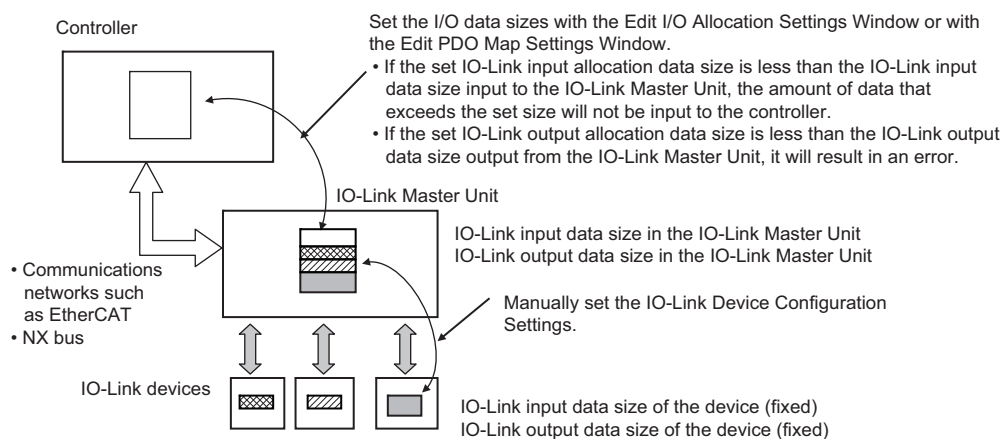 Controller
Set the I/O data sizes with the Edit I/O Allocation Settings Window or with
the Edit PDO Map Settings Window.
• If the set IO-Link input allocation data size is less than the IO-Link input
data size input to the IO-Link Master Unit, the amount of data that
exceeds the set size will not be input to the controller.
• If the set IO-Link output allocation data size is less than the IO-Link output
data size output from the IO-Link Master Unit, it will result in an error.
IO-Link Master Unit
IO-Link input data size in the IO-Link Master Unit
IO-Link output data size in the IO-Link Master Unit
• Communications
networks such
as EtherCAT
• NX bus
Manually set the IO-Link Device Configuration
Settings.
IO-Link devices
IO-Link input data size of the device (fixed)
IO-Link output data size of the device (fixed)